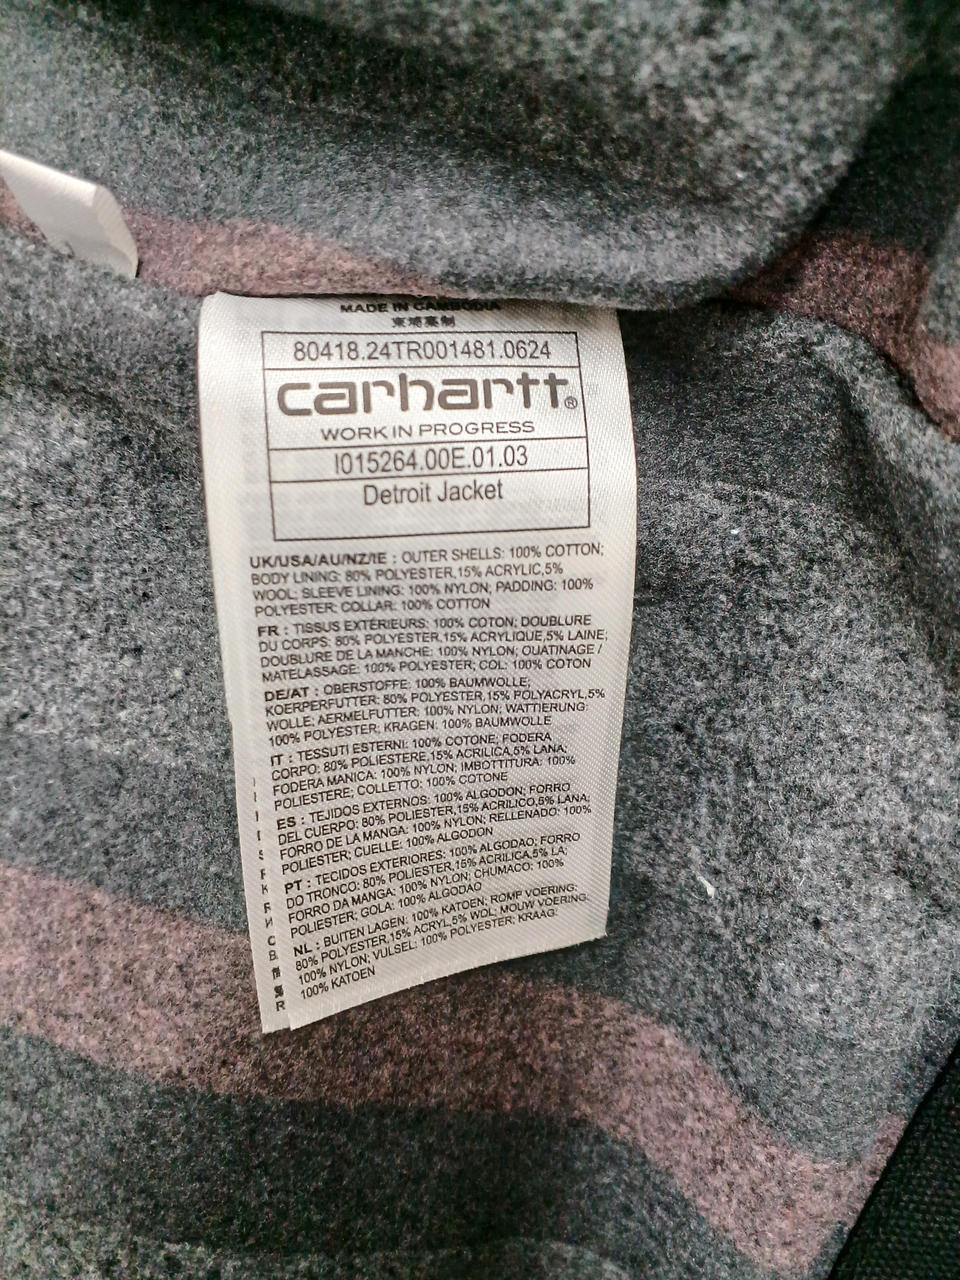 MADE IN CAMBODIA
柬埔寨制
80418.24TR001481.0624
carhartt®
WORK IN PROGRESS
I015264.00E.01.03
Detroit Jacket
UK/USA/AU/NZ/IE : OUTER SHELLS: 100% COTTON;
BODY LINING: 80% POLYESTER,15% ACRYLIC,5%
WOOL; SLEEVE LINING: 100% NYLON; PADDING: 100%
POLYESTER; COLLAR: 100% COTTON
FR : TISSUS EXTÉRIEURS: 100% COTON; DOUBLURE
DU CORPS: 80% POLYESTER,15% ACRYLIQUE,5% LAINE;
DOUBLURE DE LA MANCHE: 100% NYLON; OUATINAGE /
MATELASSAGE: 100% POLYESTER; COL: 100% COTON
DE/AT : OBERSTOFFE: 100% BAUMWOLLE;
KOERPERFUTTER: 80% POLYESTER,15% POLYACRYL,5%
WOLLE; AERMELFUTTER: 100% NYLON; WATTIERUNG:
100% POLYESTER; KRAGEN: 100% BAUMWOLLE
IT : TESSUTI ESTERNI: 100% COTONE; FODERA
CORPO: 80% POLIESTERE,15% ACRILICA,5% LANA;
FODERA MANICA: 100% NYLON; IMBOTTITURA: 100%
POLIESTERE; COLLETTO: 100% COTONE
ES : TEJIDOS EXTERNOS: 100% ALGODON; FORRO
DEL CUERPO: 80% POLIESTER,15% ACRILICO,5% LANA;
FORRO DE LA MANGA: 100% NYLON; RELLENADO: 100%
POLIESTER; CUELLE: 100% ALGODON
PT : TECIDOS EXTERIORES: 100% ALGODAO; FORRO
DO TRONCO: 80% POLIESTER,15% ACRILICA,5% LA;
FORRO DA MANGA: 100% NYLON; CHUMACO: 100%
POLIESTER; GOLA: 100% ALGODAO
NL : BUITEN LAGEN: 100% KATOEN; ROMP VOERING:
80% POLYESTER,15% ACRYL,5% WOL; MOUW VOERING:
100% NYLON; VULSEL: 100% POLYESTER; KRAAG:
100% KATOEN